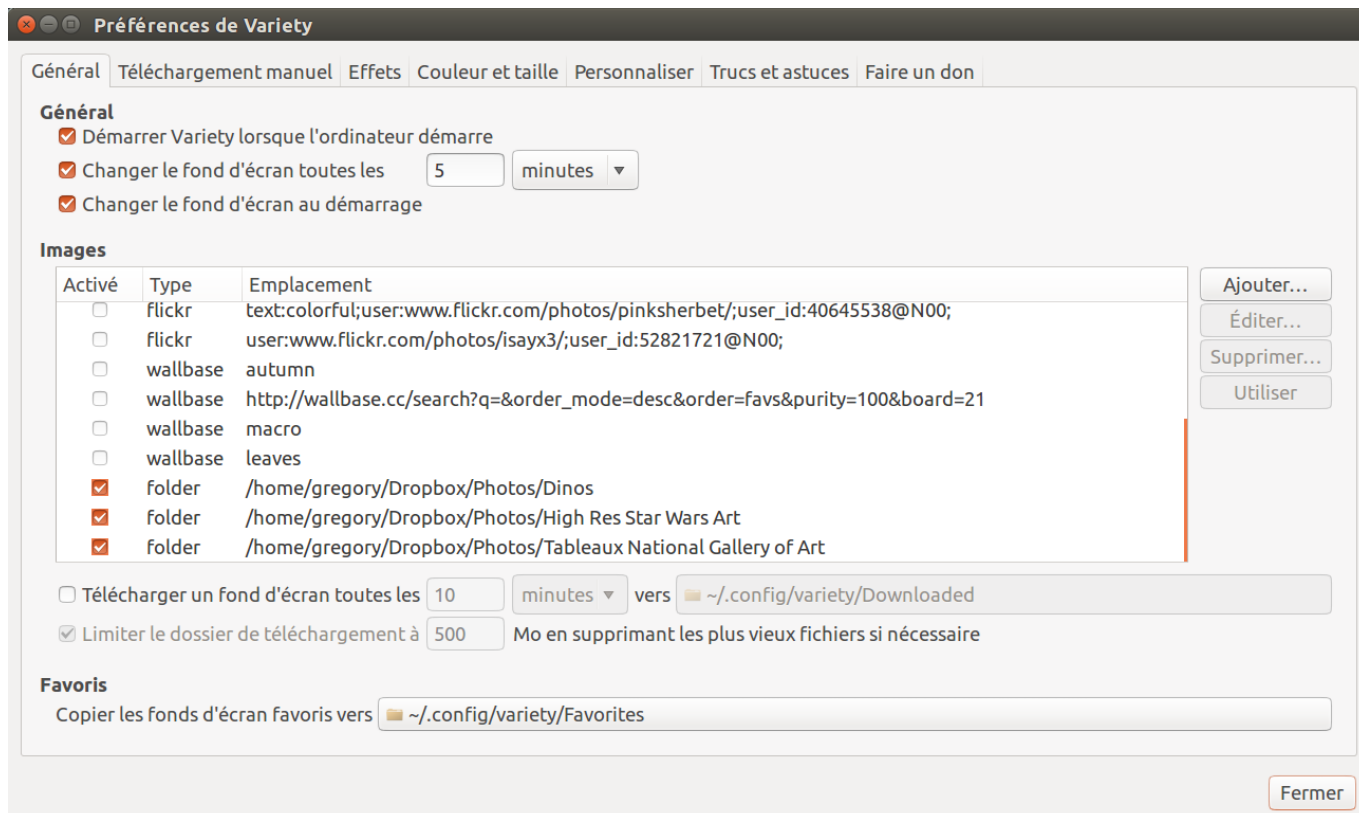 Préférences de Variety
Général Téléchargement manuel Effets Couleur et taille Personnaliser Trucs et astuces Faire un don
Général
Démarrer Variety lorsque l'ordinateur démarre
Changer le fond d'écran toutes les 5 minutes
Changer le fond d'écran au démarrage
Images
Activé Type Emplacement
Ajouter...
flickr text:colorful;user:www.flickr.com/photos/pinksherbet/;user_id:40645538@N00;
Éditer...
flickr user:www.flickr.com/photos/isayx3/;user_id:52821721@N00;
Supprimer...
wallbase autumn
Utiliser
wallbase http://wallbase.cc/search?q=&order_mode=desc&order=favs&purity=100&board=21
wallbase macro
wallbase leaves
folder /home/gregory/Dropbox/Photos/Dinos
folder /home/gregory/Dropbox/Photos/High Res Star Wars Art
folder /home/gregory/Dropbox/Photos/Tableaux National Gallery of Art
Télécharger un fond d'écran toutes les 10 minutes vers ~/.config/variety/Downloaded
Limiter le dossier de téléchargement à 500 Mo en supprimant les plus vieux fichiers si nécessaire
Favoris
Copier les fonds d'écran favoris vers ~/.config/variety/Favorites
Fermer